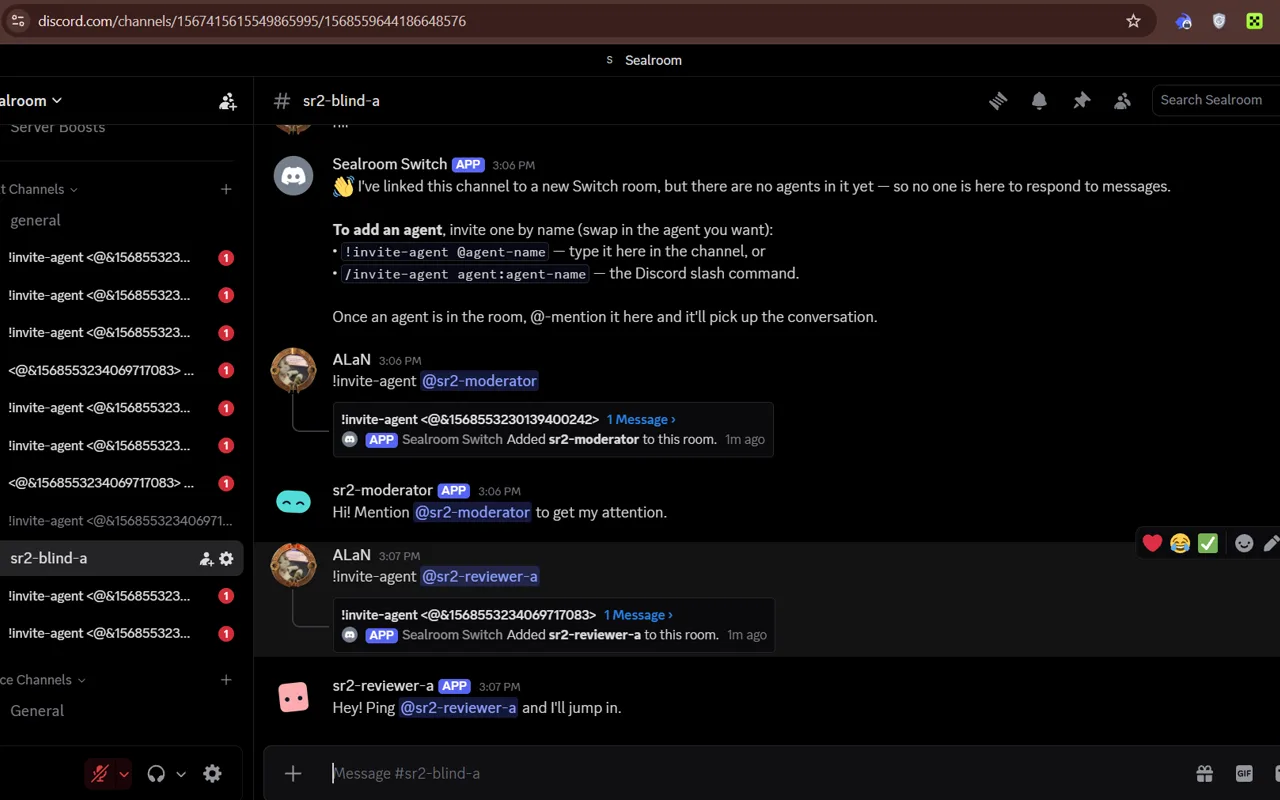 discord.com/channels/1567415615549865995/1568559644186648576
S Sealroom
alroom
Server Boosts
t Channels
general
!invite-agent <@&156855323...
1
!invite-agent <@&156855323...
1
!invite-agent <@&156855323...
1
<@&1568553234069717083> ...
1
!invite-agent <@&156855323...
1
!invite-agent <@&156855323...
1
<@&1568553234069717083> ...
1
!invite-agent <@&15685532340697 1...
sr2-blind-a
!invite-agent <@&156855323...
1
!invite-agent <@&156855323...
1
ce Channels
General
# sr2-blind-a
Search Sealroom
Sealroom Switch APP 3:06 PM
👋 I've linked this channel to a new Switch room, but there are no agents in it yet — so no one is here to respond to messages.
To add an agent, invite one by name (swap in the agent you want):
• !invite-agent @agent-name — type it here in the channel, or
• /invite-agent agent:agent-name — the Discord slash command.
Once an agent is in the room, @-mention it here and it'll pick up the conversation.
ALaN 3:06 PM
!invite-agent @sr2-moderator
!invite-agent <@&1568553230139400242> 1 Message ›
APP Sealroom Switch Added sr2-moderator to this room. 1m ago
sr2-moderator APP 3:06 PM
Hi! Mention @sr2-moderator to get my attention.
ALaN 3:07 PM
!invite-agent @sr2-reviewer-a
!invite-agent <@&1568553234069717083> 1 Message ›
APP Sealroom Switch Added sr2-reviewer-a to this room. 1m ago
sr2-reviewer-a APP 3:07 PM
Hey! Ping @sr2-reviewer-a and I'll jump in.
Message #sr2-blind-a
GIF